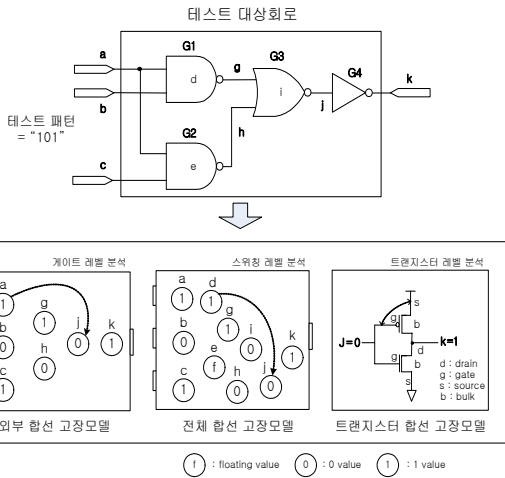 테스트 대상회로
a
G1
g
G3
G4
k
d
i
b
j
테스트 패턴
= "101"
G2
h
c
e
게이트 레벨 분석
스위칭 레벨 분석
트랜지스터 레벨 분석
a
1
g
1
j
0
k
1
b
0
h
0
c
1
a
1
d
1
g
1
i
0
k
1
b
0
e
f
h
0
j
0
c
1
s
g
b
J=0
k=1
d
g
b
s
d : drain
g : gate
s : source
b : bulk
외부 합선 고장모델
전체 합선 고장모델
트랜지스터 합선 고장모델
f : floating value
0 : 0 value
1 : 1 value